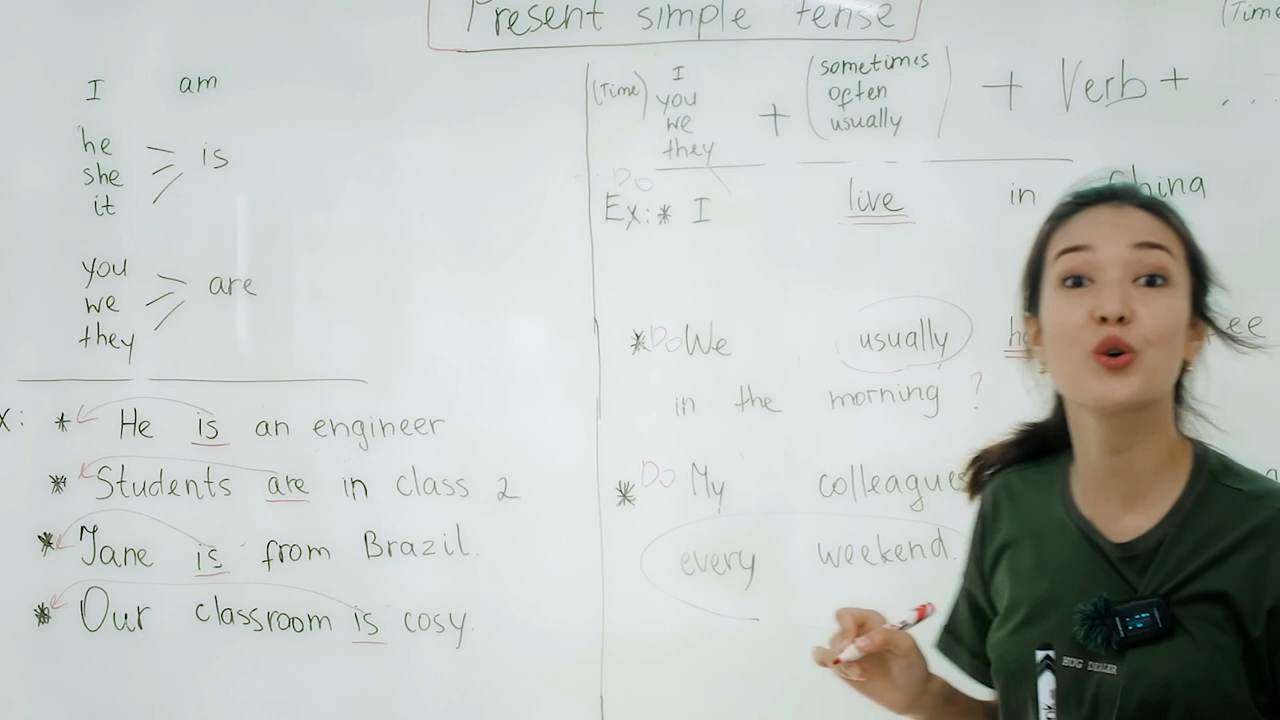 Present simple tense
(Time
I am
he
she is
it
you
we are
they
(Time) I
you
we
they
+
(sometimes
often
usually)
+ Verb + ...
Do
Ex: * I live in China
* Do We usually
in the morning ?
* Do My colleagues
every weekend.
X: * He is an engineer
* Students are in class 2
* Jane is from Brazil.
* Our classroom is cosy.
HUG DEALER